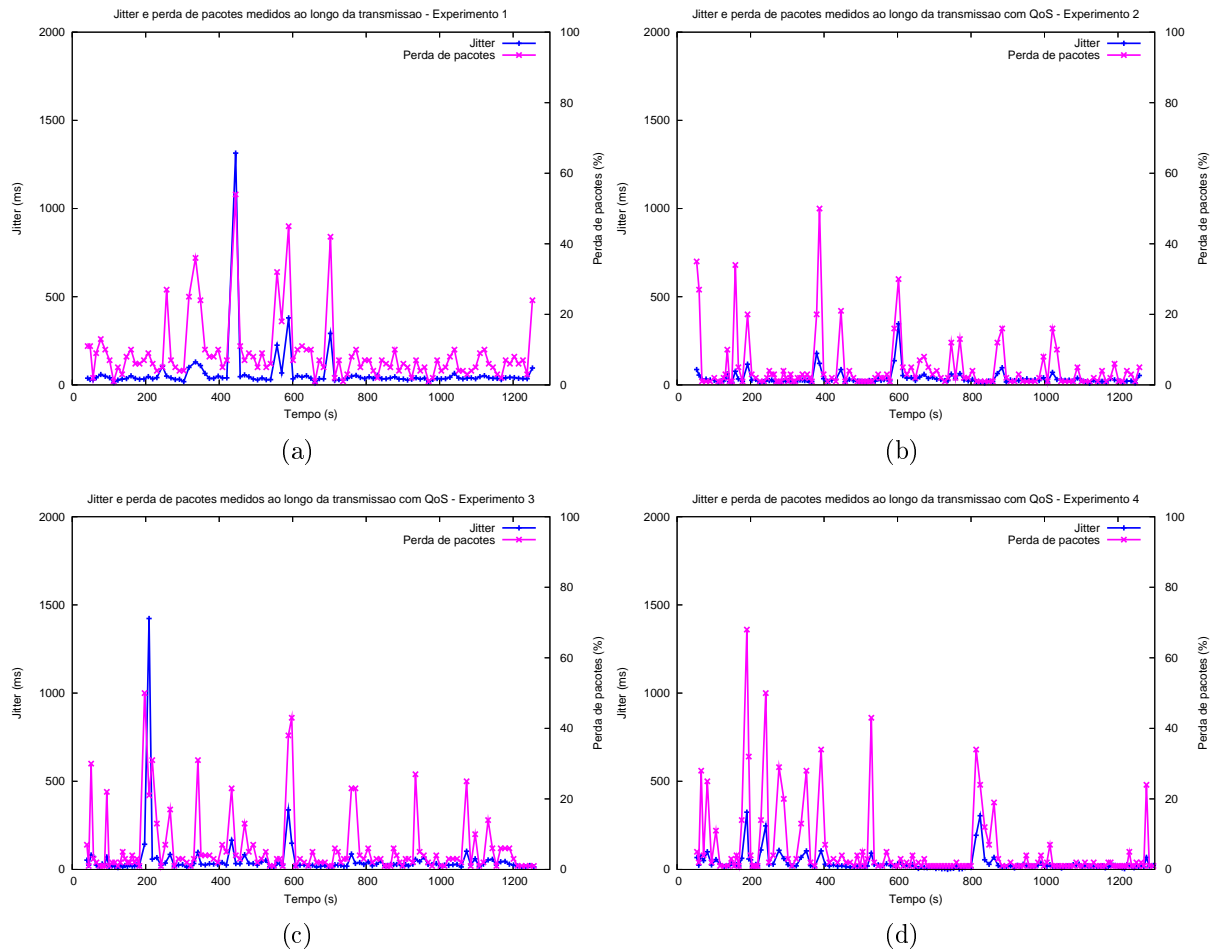 Jitter e perda de pacotes medidos ao longo da transmissao - Experimento 1
2000
1500
1000
500
0
100
80
60
40
20
0
0 200 400 600 800 1000 1200
Jitter (ms)
Perda de pacotes (%)
Tempo (s)
Jitter
Perda de pacotes
(a)
Jitter e perda de pacotes medidos ao longo da transmissao com QoS - Experimento 2
2000
1500
1000
500
0
100
80
60
40
20
0
0 200 400 600 800 1000 1200
Jitter (ms)
Perda de pacotes (%)
Tempo (s)
Jitter
Perda de pacotes
(b)
Jitter e perda de pacotes medidos ao longo da transmissao com QoS - Experimento 3
2000
1500
1000
500
0
100
80
60
40
20
0
0 200 400 600 800 1000 1200
Jitter (ms)
Perda de pacotes (%)
Tempo (s)
Jitter
Perda de pacotes
(c)
Jitter e perda de pacotes medidos ao longo da transmissao com QoS - Experimento 4
2000
1500
1000
500
0
100
80
60
40
20
0
0 200 400 600 800 1000 1200
Jitter (ms)
Perda de pacotes (%)
Tempo (s)
Jitter
Perda de pacotes
(d)